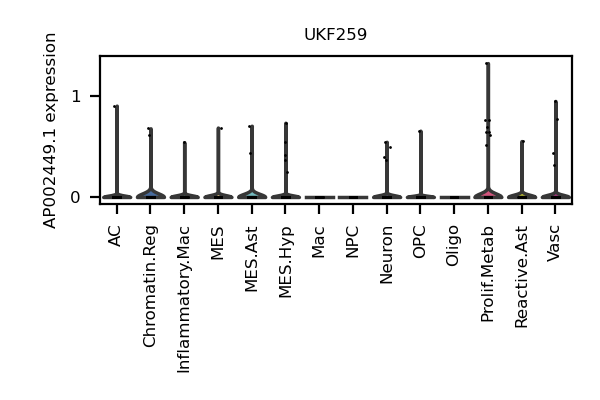 UKF259
AP002449.1 expression
1
0
AC
Chromatin.Reg
Inflammatory.Mac
MES
MES.Ast
MES.Hyp
Mac
NPC
Neuron
OPC
Oligo
Prolif.Metab
Reactive.Ast
Vasc